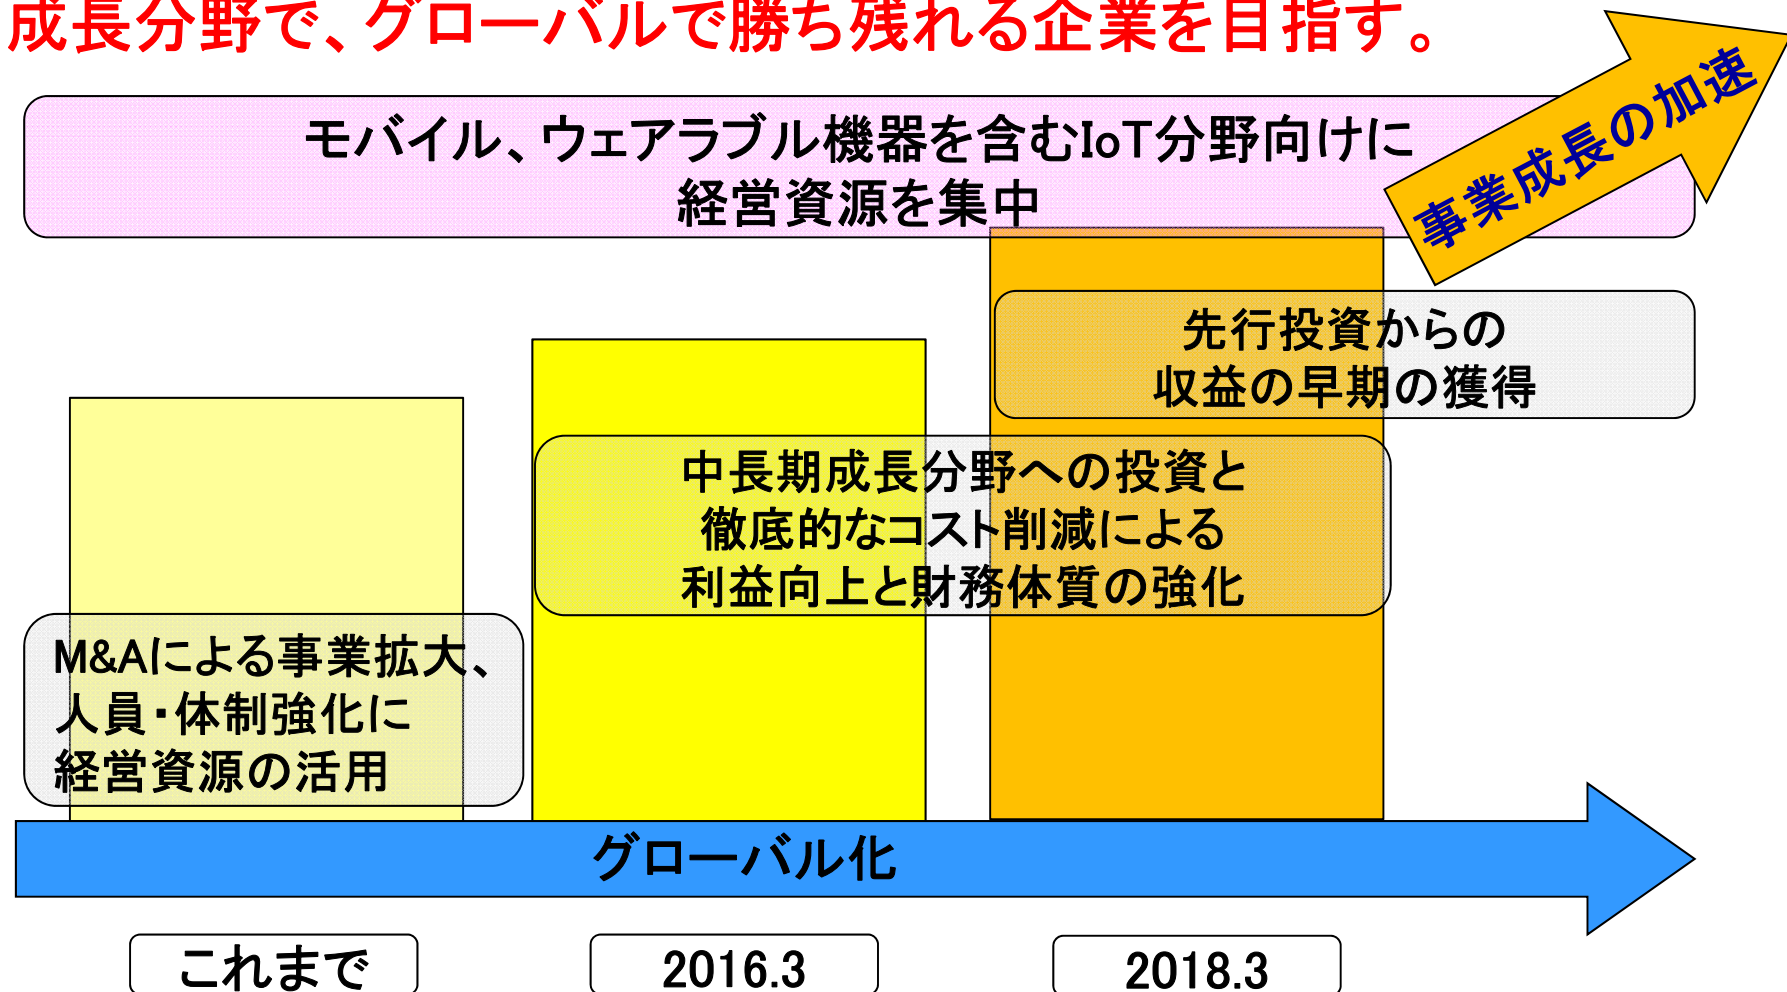 成長分野で、グローバルで勝ち残れる企業を目指す。
事業成長の加速
モバイル、ウェアラブル機器を含むIoT分野向けに
経営資源を集中
先行投資からの
収益の早期の獲得
中長期成長分野への投資と
徹底的なコスト削減による
利益向上と財務体質の強化
M&Aによる事業拡大、
人員・体制強化に
経営資源の活用
グローバル化
これまで
2016.3
2018.3